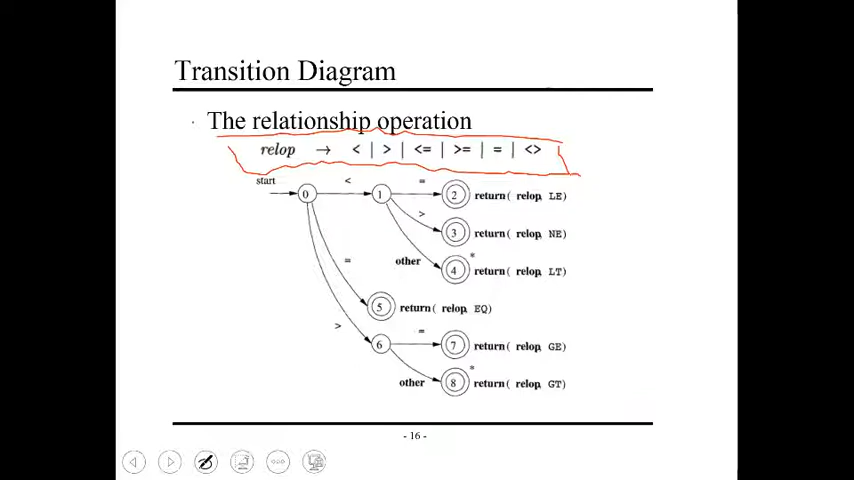 Transition Diagram
The relationship operation
relop → < | > | <= | >= | = | <>
start
<
0
1
=
2
return( relop, LE)
>
3
return( relop, NE)
other
4
*
return( relop, LT)
=
5
return( relop, EQ)
>
6
=
7
return( relop, GE)
other
8
*
return( relop, GT)
- 16 -